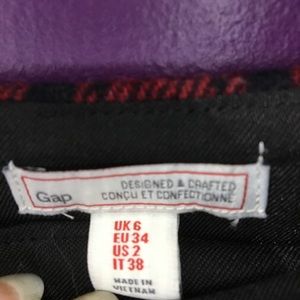 Gap
DESIGNED & CRAFTED
CONÇU ET CONFECTIONNÉ
UK 6
EU 34
US 2
IT 38
MADE IN
VIETNAM